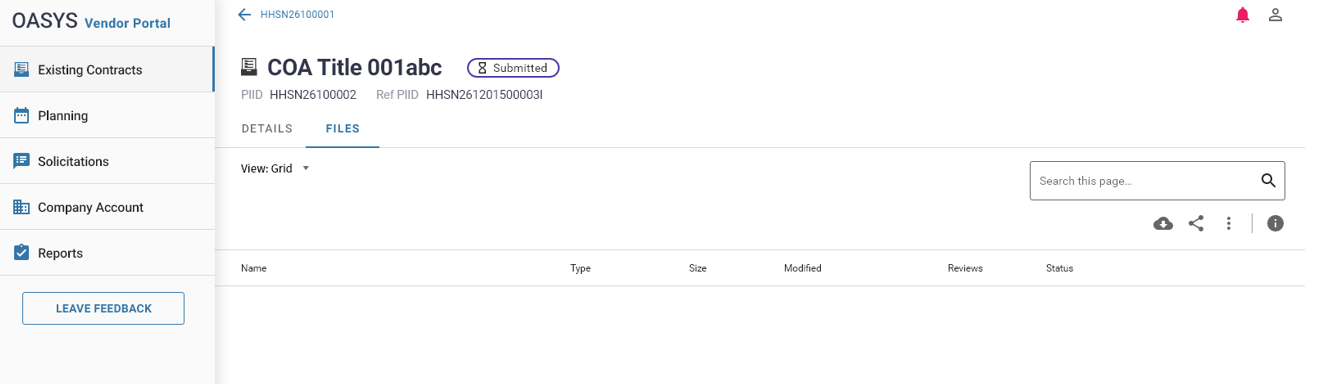 OASYS Vendor Portal
Existing Contracts
Planning
Solicitations
Company Account
Reports
LEAVE FEEDBACK
HHSN26100001
COA Title 001abc
Submitted
PIID HHSN26100002 Ref PIID HHSN261201500003I
DETAILS FILES
View: Grid
Search this page...
Name Type Size Modified Reviews Status